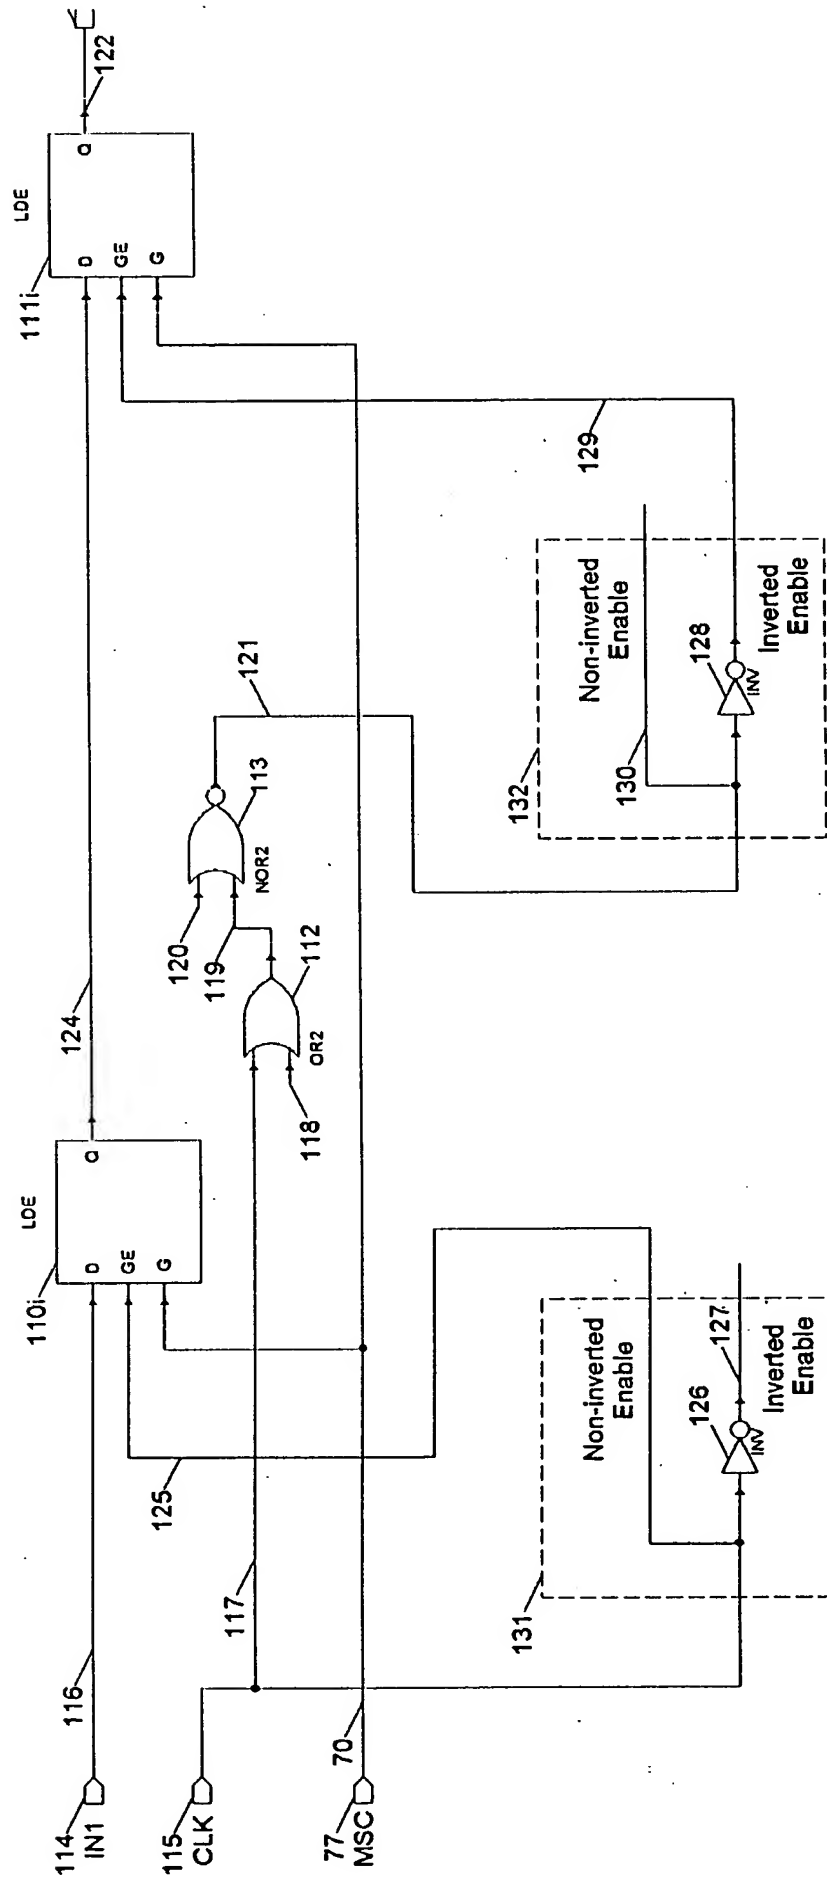 114
IN1
116
115
CLK
117
77
MSC
70
110i
LDE
D
GE
G
Q
125
124
118
OR2
112
119
120
NOR2
113
121
131
Non-inverted
Enable
126
INV
127
Inverted
Enable
132
Non-inverted
Enable
130
128
INV
Inverted
Enable
129
111i
LDE
D
GE
G
Q
122